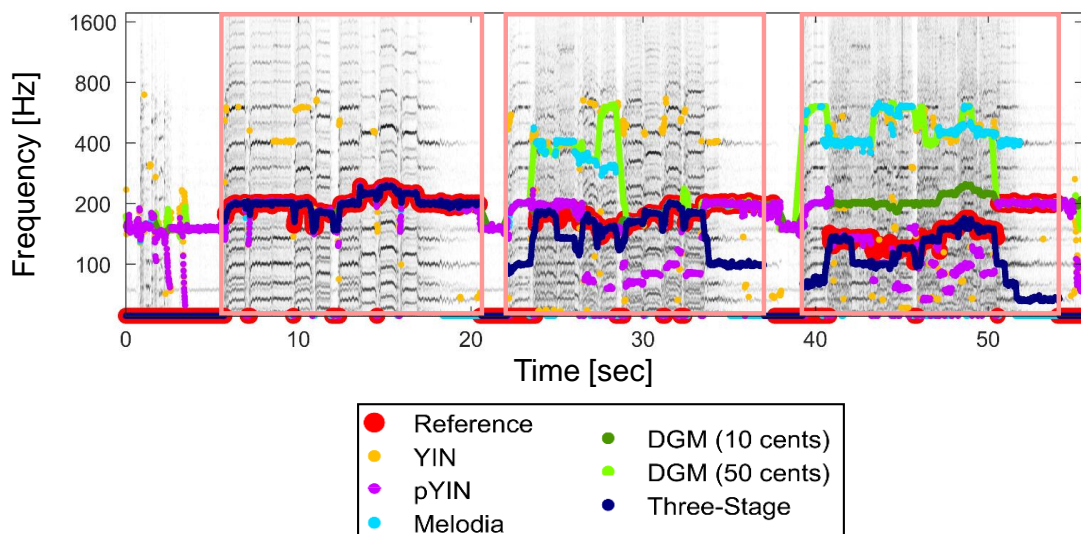 1600
800
400
200
100
Frequency [Hz]
0
10
20
30
40
50
Time [sec]
Reference
YIN
pYIN
Melodia
DGM (10 cents)
DGM (50 cents)
Three-Stage